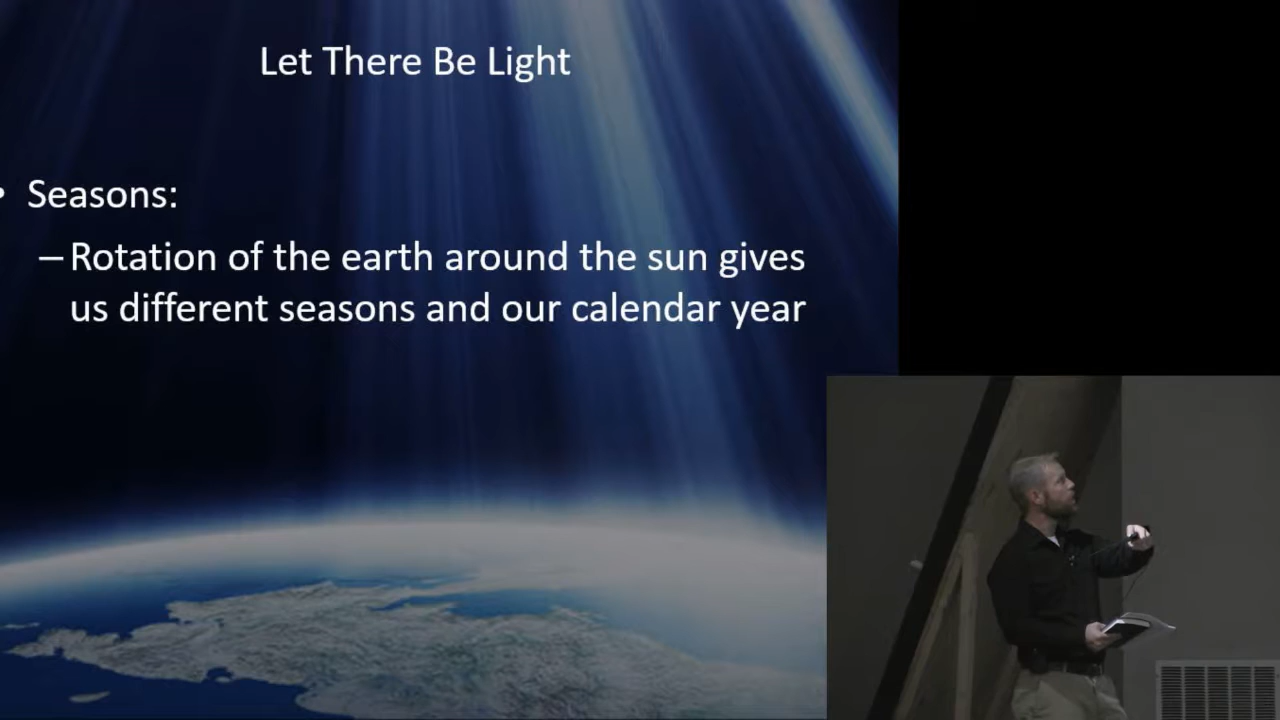 Let There Be Light
• Seasons:
– Rotation of the earth around the sun gives
us different seasons and our calendar year